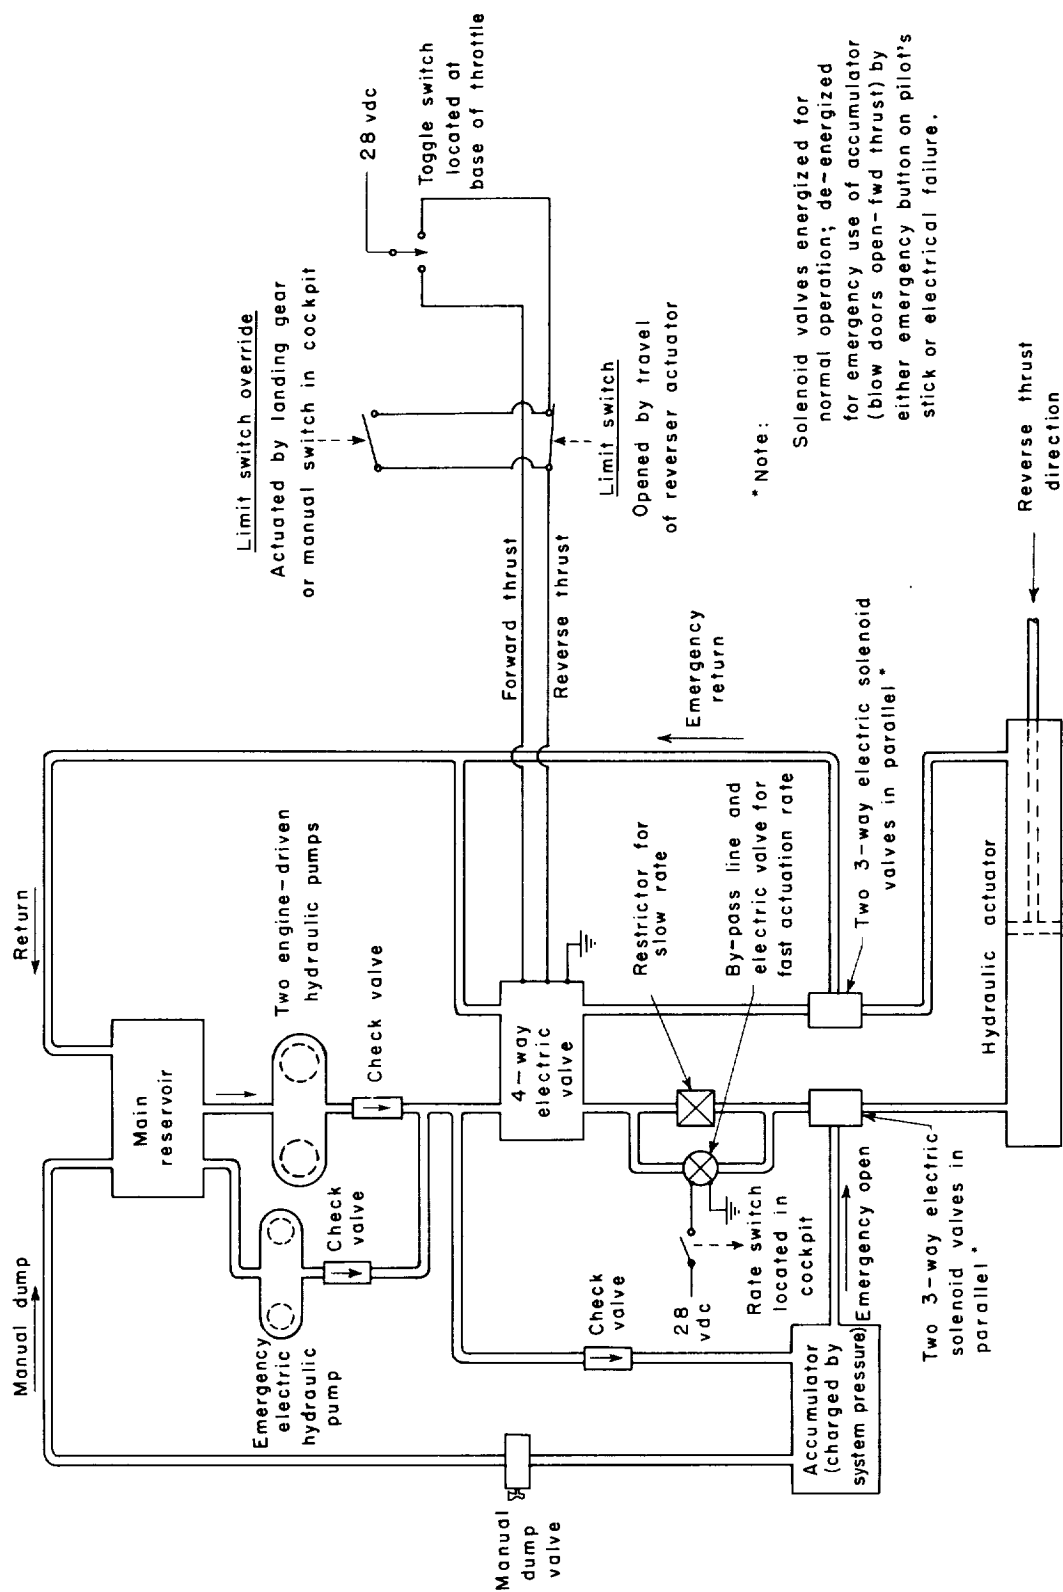 Manual dump
Return
Main
reservoir
Two engine-driven
hydraulic pumps
Emergency
electric
hydraulic
pump
Check
valve
Check valve
Manual
dump
valve
4-way
electric
valve
Check
valve
28
vdc
Rate switch
located in
cockpit
Restrictor for
slow rate
By-pass line and
electric valve for
fast actuation rate
Emergency
return
Accumulator
(charged by
system pressure)
Emergency open
Two 3-way electric
solenoid valves in
parallel*
Two 3-way electric solenoid
valves in parallel*
Hydraulic actuator
Reverse thrust
direction
Forward thrust
Reverse thrust
Limit switch override
Actuated by landing gear
or manual switch in cockpit
Limit switch
Opened by travel
of reverser actuator
28 vdc
Toggle switch
located at
base of throttle
*Note:
Solenoid valves energized for
normal operation; de-energized
for emergency use of accumulator
(blow doors open-fwd thrust) by
either emergency button on pilot's
stick or electrical failure.